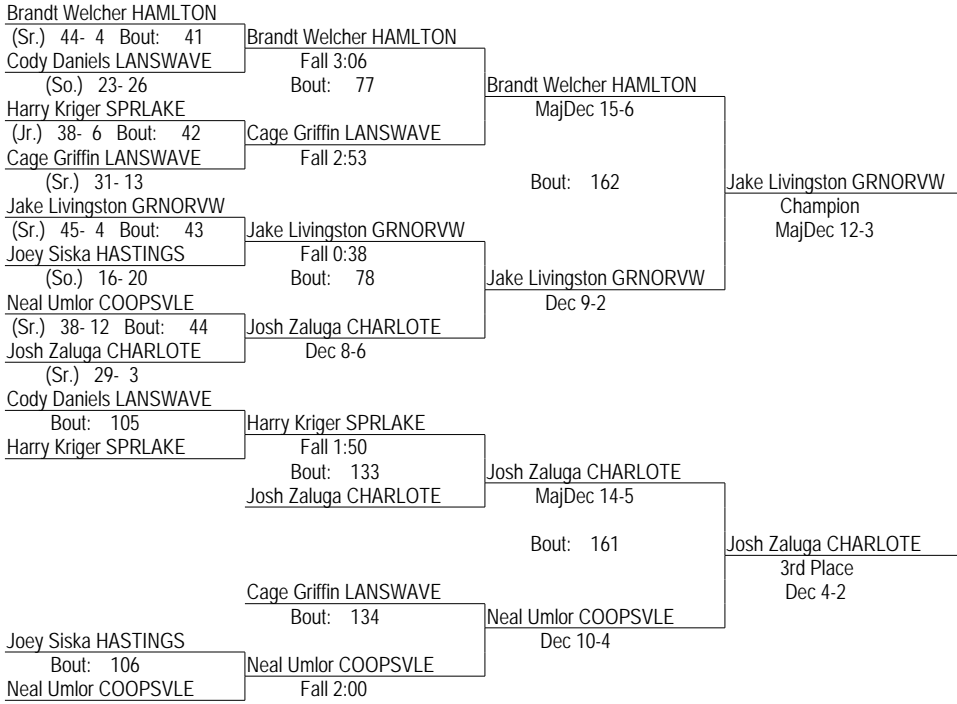 Brandt Welcher HAMLTON
(Sr.) 44- 4 Bout: 41
Brandt Welcher HAMLTON
Cody Daniels LANSWAVE
Fall 3:06
(So.) 23- 26
Bout: 77
Brandt Welcher HAMLTON
Harry Kriger SPRLAKE
MajDec 15-6
(Jr.) 38- 6 Bout: 42
Cage Griffin LANSWAVE
Cage Griffin LANSWAVE
Fall 2:53
(Sr.) 31- 13
Bout: 162
Jake Livingston GRNORVW
Jake Livingston GRNORVW
Champion
(Sr.) 45- 4 Bout: 43
Jake Livingston GRNORVW
MajDec 12-3
Joey Siska HASTINGS
Fall 0:38
(So.) 16- 20
Bout: 78
Jake Livingston GRNORVW
Neal Umlor COOPSVLE
Dec 9-2
(Sr.) 38- 12 Bout: 44
Josh Zaluga CHARLOTE
Josh Zaluga CHARLOTE
Dec 8-6
(Sr.) 29- 3
Cody Daniels LANSWAVE
Bout: 105
Harry Kriger SPRLAKE
Harry Kriger SPRLAKE
Fall 1:50
Bout: 133
Josh Zaluga CHARLOTE
Josh Zaluga CHARLOTE
MajDec 14-5
Bout: 161
Josh Zaluga CHARLOTE
3rd Place
Cage Griffin LANSWAVE
Dec 4-2
Bout: 134
Neal Umlor COOPSVLE
Joey Siska HASTINGS
Dec 10-4
Bout: 106
Neal Umlor COOPSVLE
Neal Umlor COOPSVLE
Fall 2:00